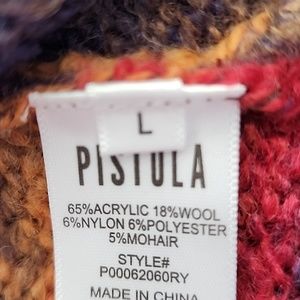 L
PISTOLA
65%ACRYLIC 18%WOOL
6%NYLON 6%POLYESTER
5%MOHAIR
STYLE#
P00062060RY
MADE IN CHINA